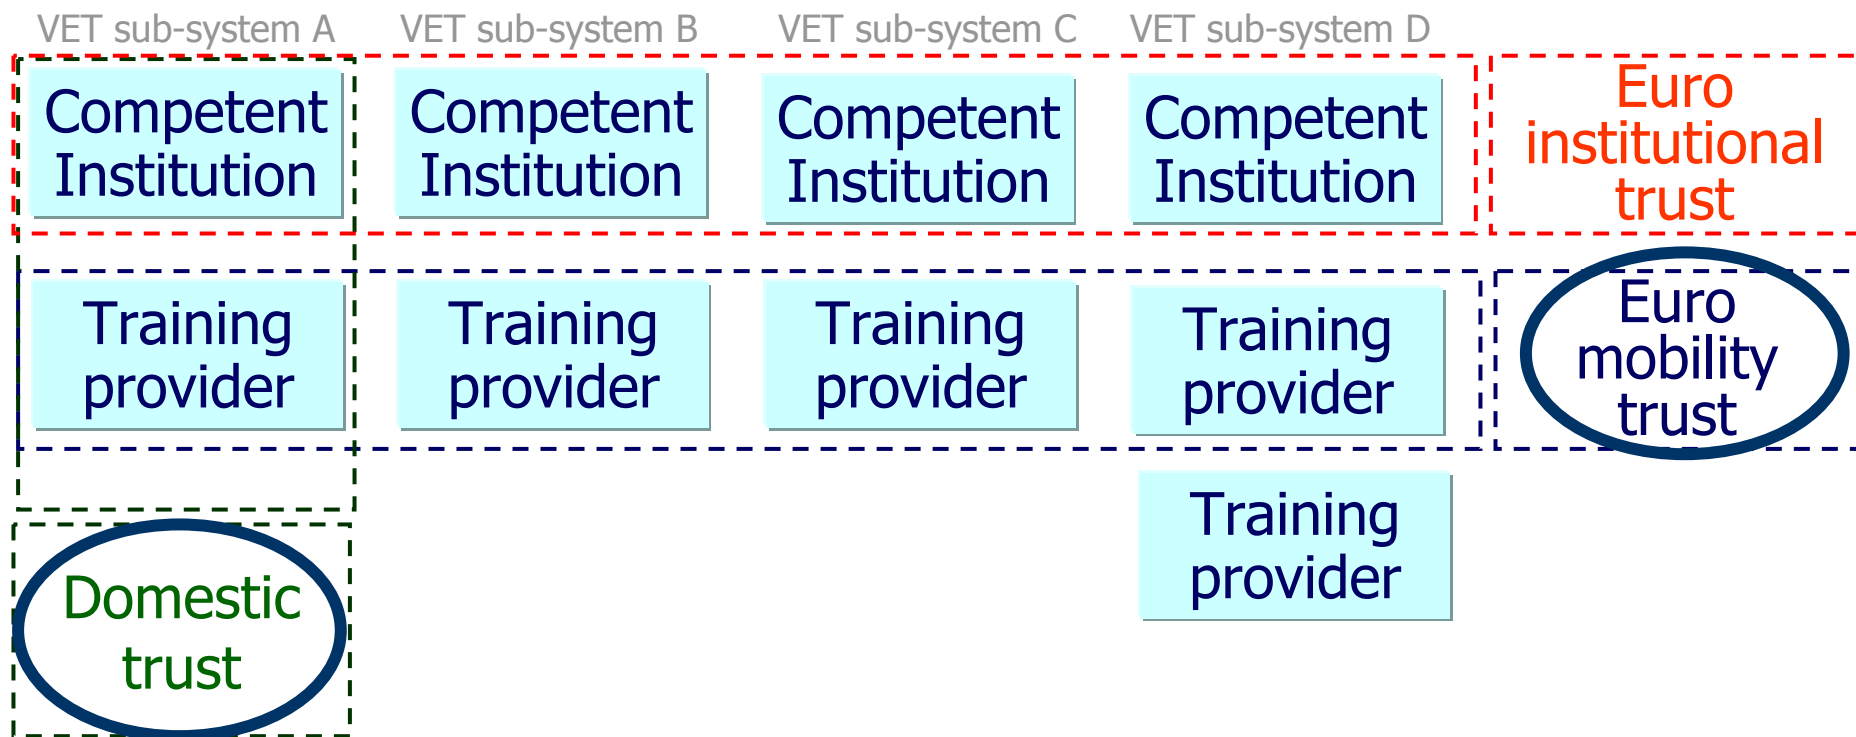 VET sub-system A
VET sub-system B
VET sub-system C
VET sub-system D
Competent
Institution
Competent
Institution
Competent
Institution
Competent
Institution
Euro
institutional
trust
Training
provider
Training
provider
Training
provider
Training
provider
Euro
mobility
trust
Training
provider
Domestic
trust